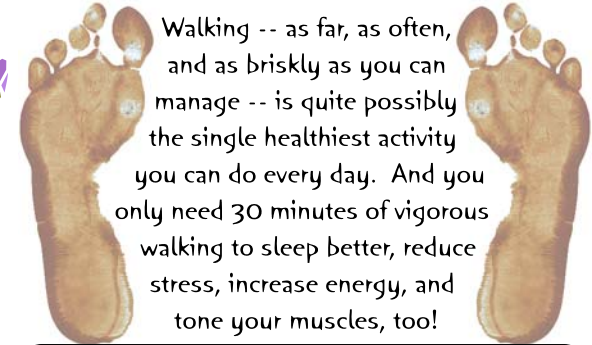 Walking -- as far, as often,
and as briskly as you can
manage -- is quite possibly
the single healthiest activity
you can do every day. And you
only need 30 minutes of vigorous
walking to sleep better, reduce
stress, increase energy, and
tone your muscles, too!